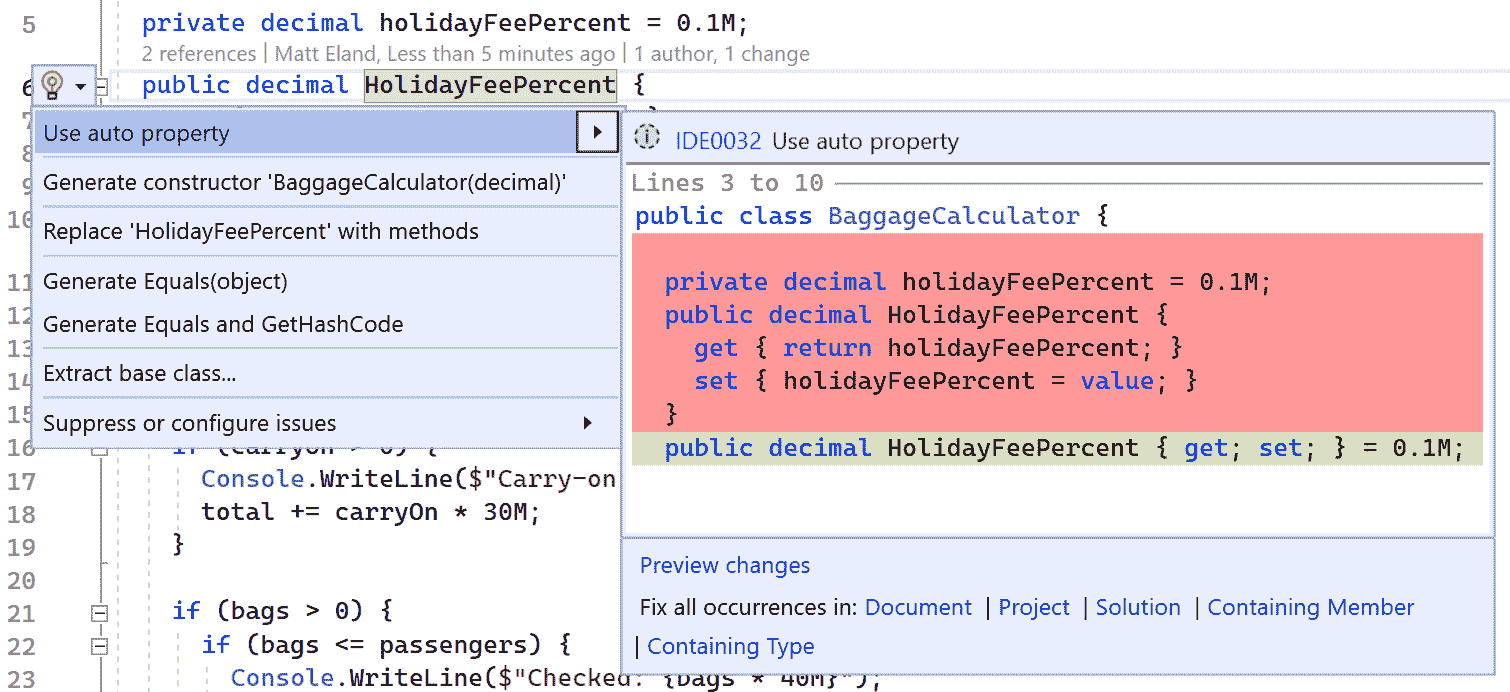 5 private decimal holidayFeePercent = 0.1M;
2 references | Matt Eland, Less than 5 minutes ago | 1 author, 1 change
6 public decimal HolidayFeePercent {
Use auto property
Generate constructor 'BaggageCalculator(decimal)'
Replace 'HolidayFeePercent' with methods
Generate Equals(object)
Generate Equals and GetHashCode
Extract base class...
Suppress or configure issues
IDE0032 Use auto property
Lines 3 to 10
public class BaggageCalculator {
private decimal holidayFeePercent = 0.1M;
public decimal HolidayFeePercent {
get { return holidayFeePercent; }
set { holidayFeePercent = value; }
}
public decimal HolidayFeePercent { get; set; } = 0.1M;
Preview changes
Fix all occurrences in: Document | Project | Solution | Containing Member
| Containing Type
7
8
9
10
11
12
13
14
15
16 if (carryOn > 0) {
17 Console.WriteLine($"Carry-on
18 total += carryOn * 30M;
19 }
20
21 if (bags > 0) {
22 if (bags <= passengers) {
23 Console.WriteLine($"Checked: {bags * 40M}");